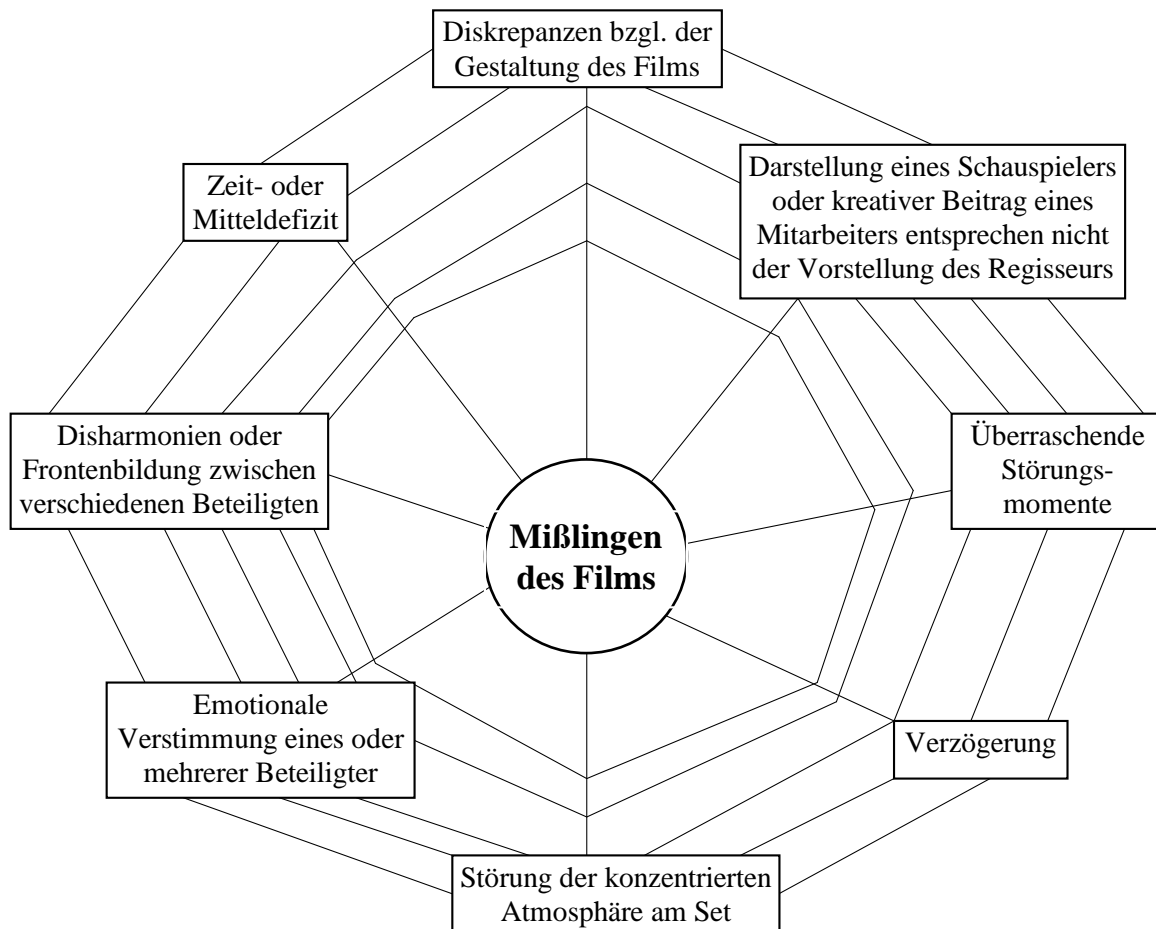 Diskrepanzen bzgl. der
Gestaltung des Films
Zeit- oder
Mitteldefizit
Darstellung eines Schauspielers
oder kreativer Beitrag eines
Mitarbeiters entsprechen nicht
der Vorstellung des Regisseurs
Disharmonien oder
Frontenbildung zwischen
verschiedenen Beteiligten
Überraschende
Störungs-
momente
Mißlingen
des Films
Emotionale
Verstimmung eines oder
mehrerer Beteiligter
Verzögerung
Störung der konzentrierten
Atmosphäre am Set